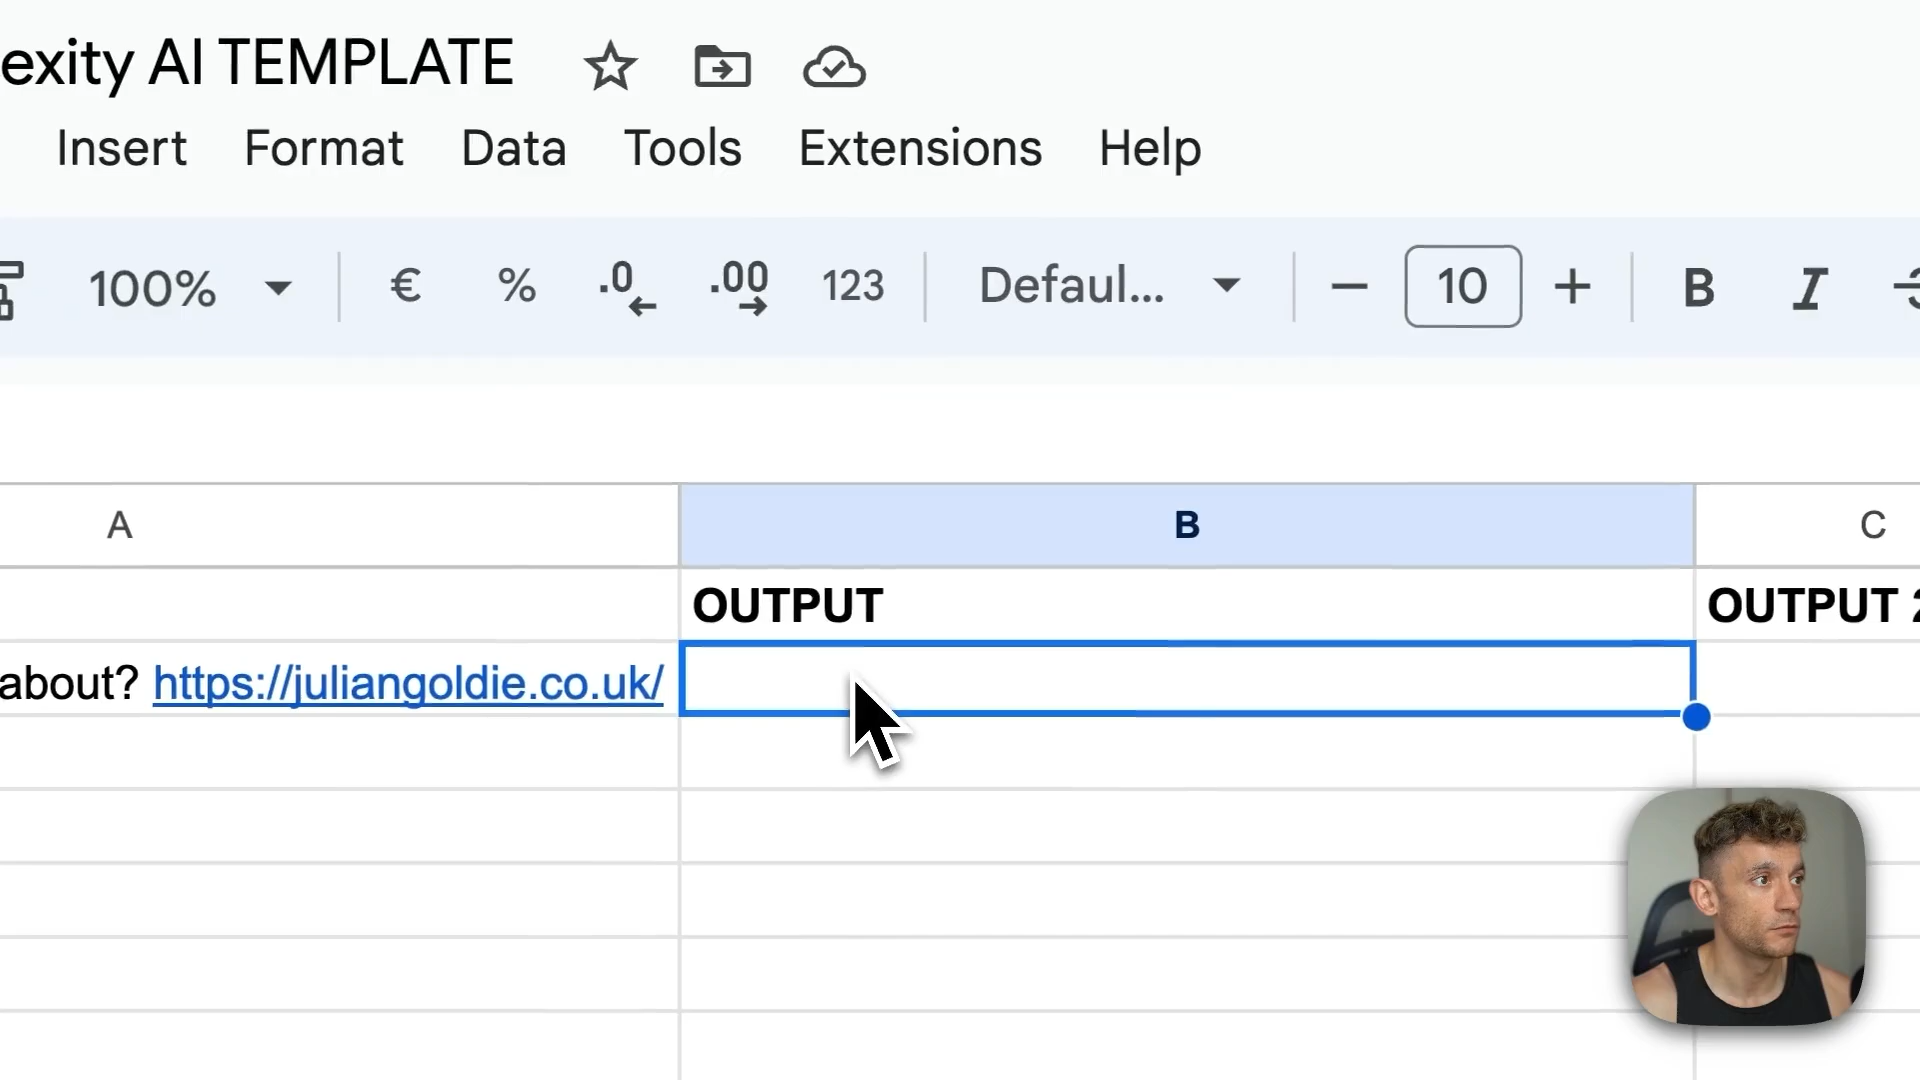 exity AI TEMPLATE
Insert Format Data Tools Extensions Help
100% € % .0 .00 123 Defaul... 10 B I
A B C
OUTPUT OUTPUT 2
about? https://juliangoldie.co.uk/